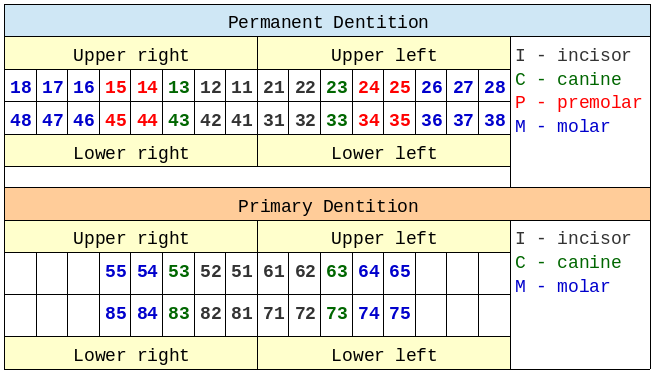 Permanent Dentition
Upper right Upper left I - incisor
18 17 16 15 14 13 12 11 21 22 23 24 25 26 27 28 C - canine
P - premolar
48 47 46 45 44 43 42 41 31 32 33 34 35 36 37 38 M - molar
Lower right Lower left
Primary Dentition
Upper right Upper left I - incisor
55 54 53 52 51 61 62 63 64 65 C - canine
M - molar
85 84 83 82 81 71 72 73 74 75
Lower right Lower left